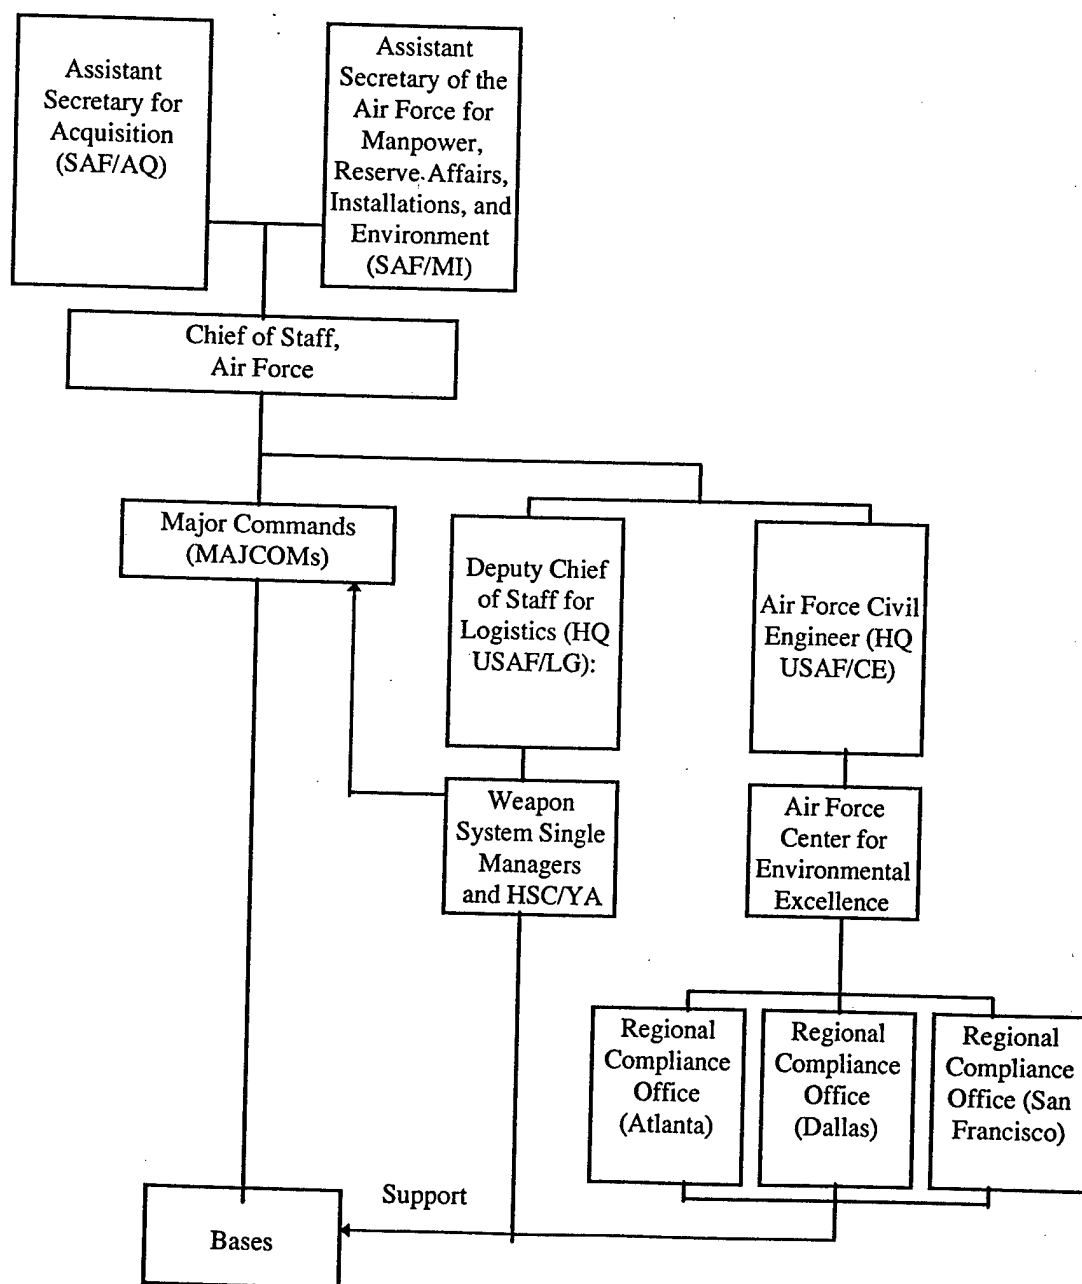 Assistant
Secretary for
Acquisition
(SAF/AQ)
Assistant
Secretary of the
Air Force for
Manpower,
Reserve Affairs,
Installations, and
Environment
(SAF/MI)
Chief of Staff,
Air Force
Major Commands
(MAJCOMs)
Deputy Chief
of Staff for
Logistics (HQ
USAF/LG):
Air Force Civil
Engineer (HQ
USAF/CE)
Weapon
System Single
Managers
and HSC/YA
Air Force
Center for
Environmental
Excellence
Regional
Compliance
Office
(Atlanta)
Regional
Compliance
Office
(Dallas)
Regional
Compliance
Office (San
Francisco)
Support
Bases